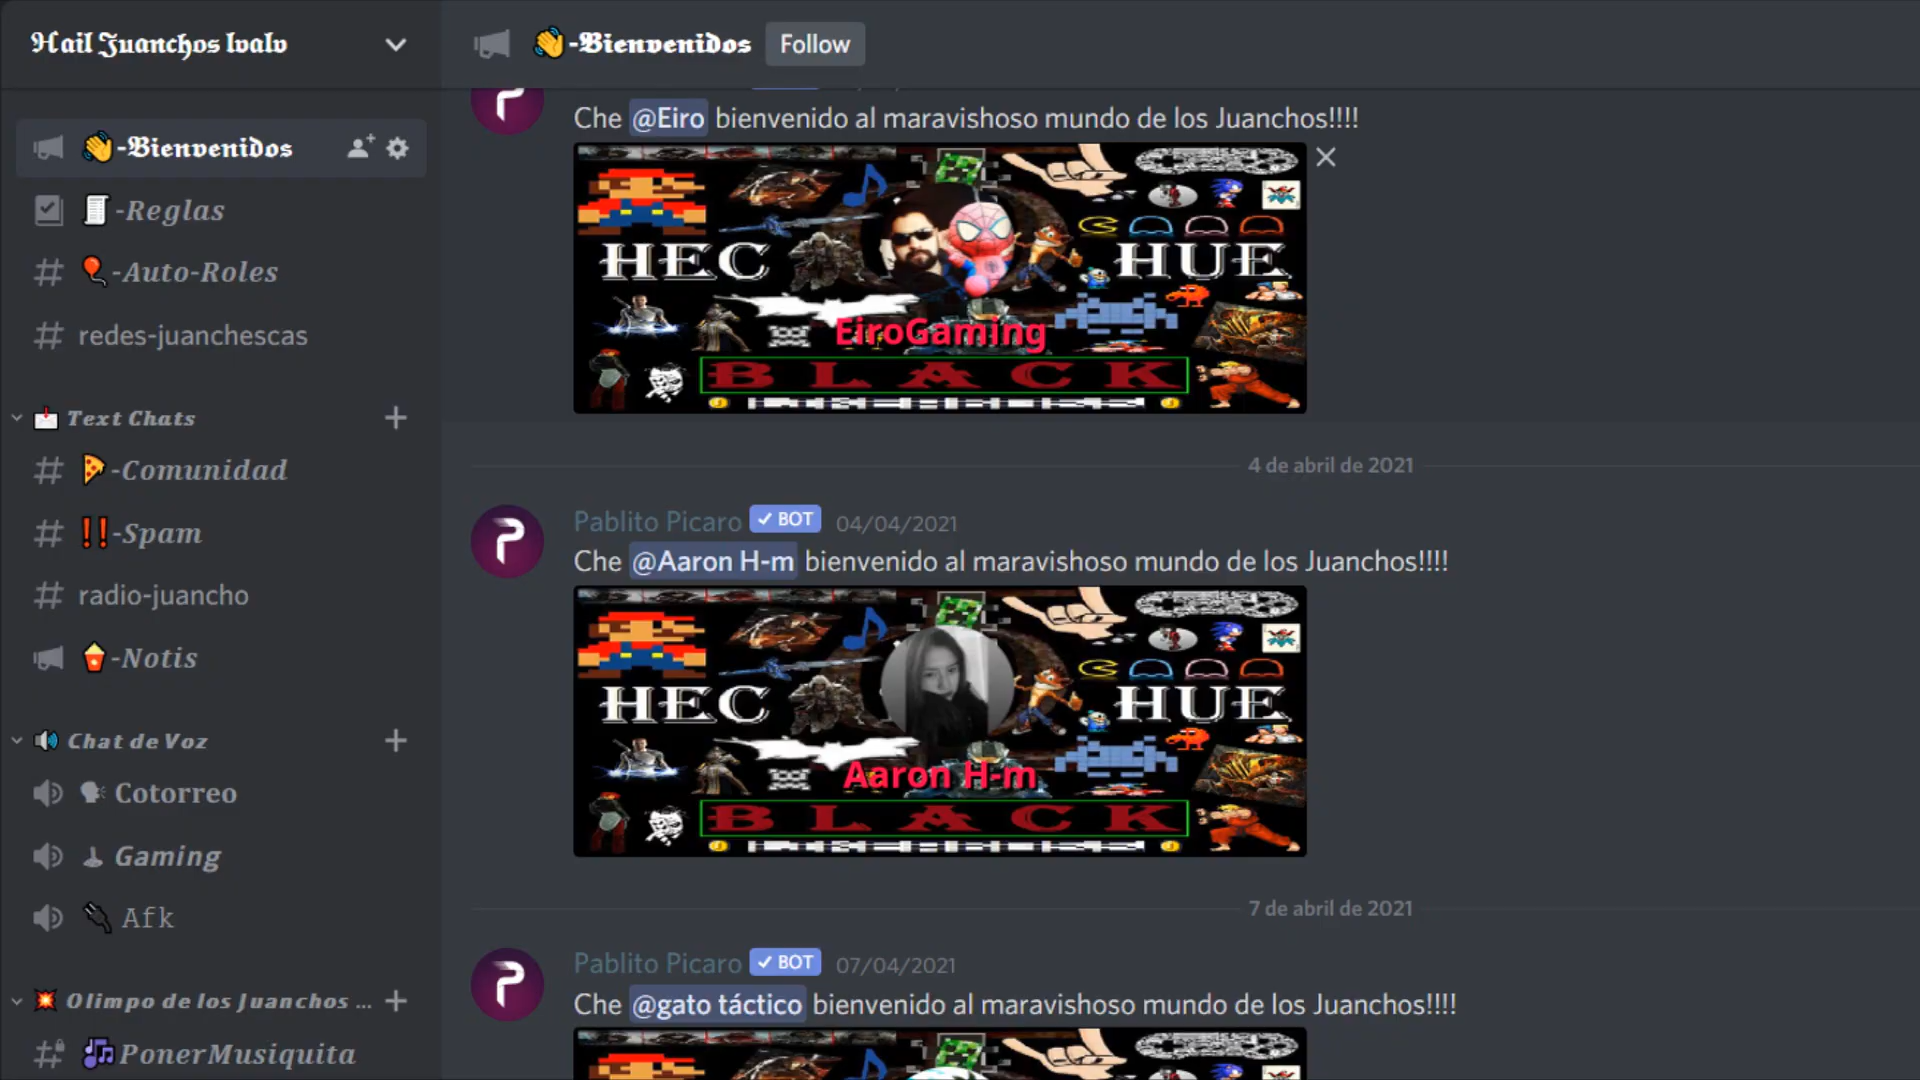 Hail Juanchos lvalv
👋-Bienvenidos
-Reglas
-Auto-Roles
redes-juanchescas
Text Chats
-Comunidad
-Spam
radio-juancho
-Notis
Chat de Voz
Cotorreo
Gaming
Afk
Olimpo de los Juanchos ...
PonerMusiquita
👋-Bienvenidos Follow
Che @Eiro bienvenido al maravishoso mundo de los Juanchos!!!!
HEC HUE
EiroGaming
BLACK
4 de abril de 2021
Pablito Picaro ✓ BOT 04/04/2021
Che @Aaron H-m bienvenido al maravishoso mundo de los Juanchos!!!!
HEC HUE
Aaron H-m
BLACK
7 de abril de 2021
Pablito Picaro ✓ BOT 07/04/2021
Che @gato táctico bienvenido al maravishoso mundo de los Juanchos!!!!